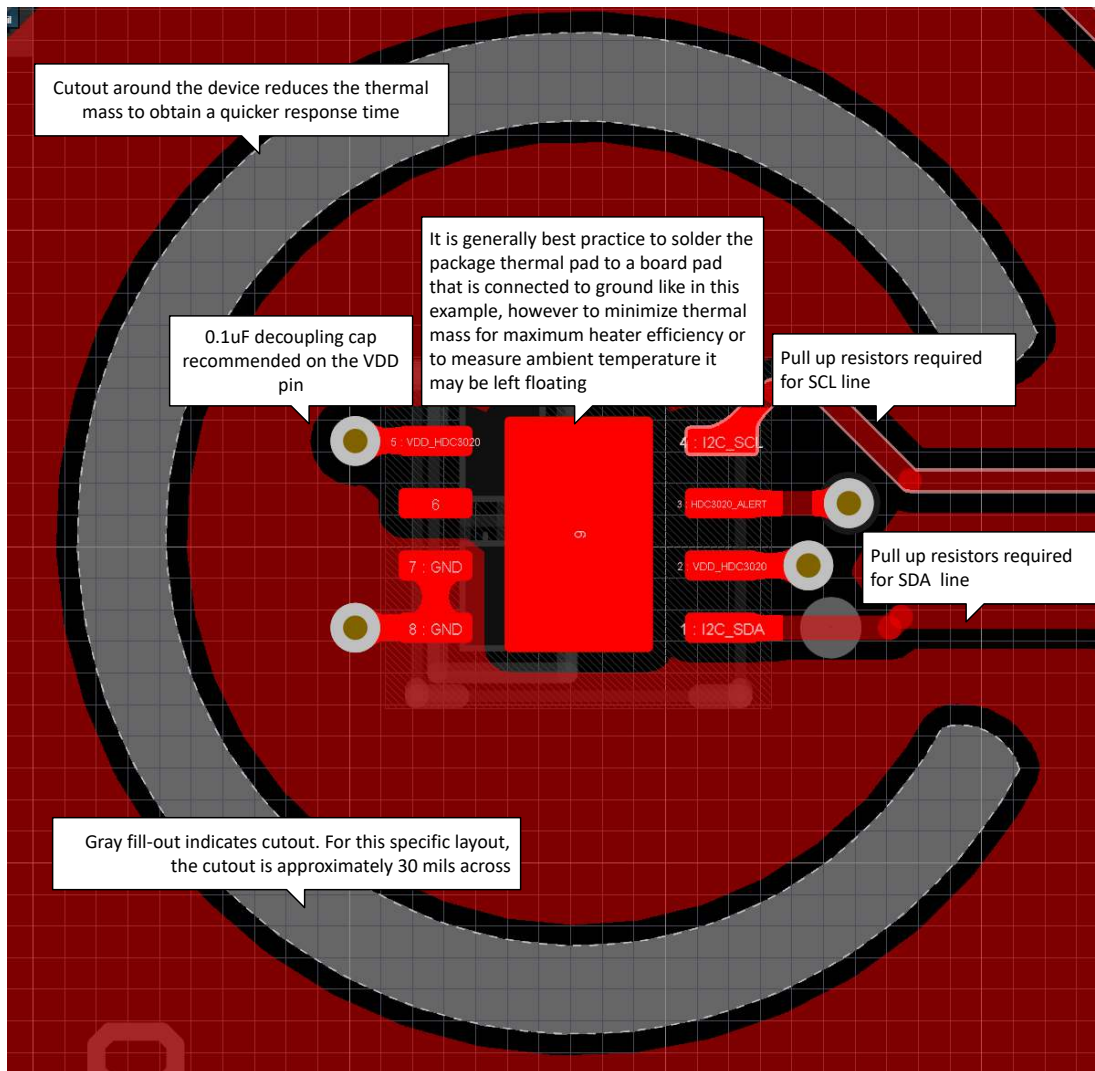 Cutout around the device reduces the thermal
mass to obtain a quicker response time
It is generally best practice to solder the
package thermal pad to a board pad
that is connected to ground like in this
example, however to minimize thermal
mass for maximum heater efficiency or
to measure ambient temperature it
may be left floating
0.1uF decoupling cap
recommended on the VDD
pin
Pull up resistors required
for SCL line
5 : VDD_HDC3020
6
7 : GND
8 : GND
9
4 : I2C_SCL
3 : HDC3020_ALERT
2 : VDD_HDC3020
1 : I2C_SDA
Pull up resistors required
for SDA line
Gray fill-out indicates cutout. For this specific layout,
the cutout is approximately 30 mils across